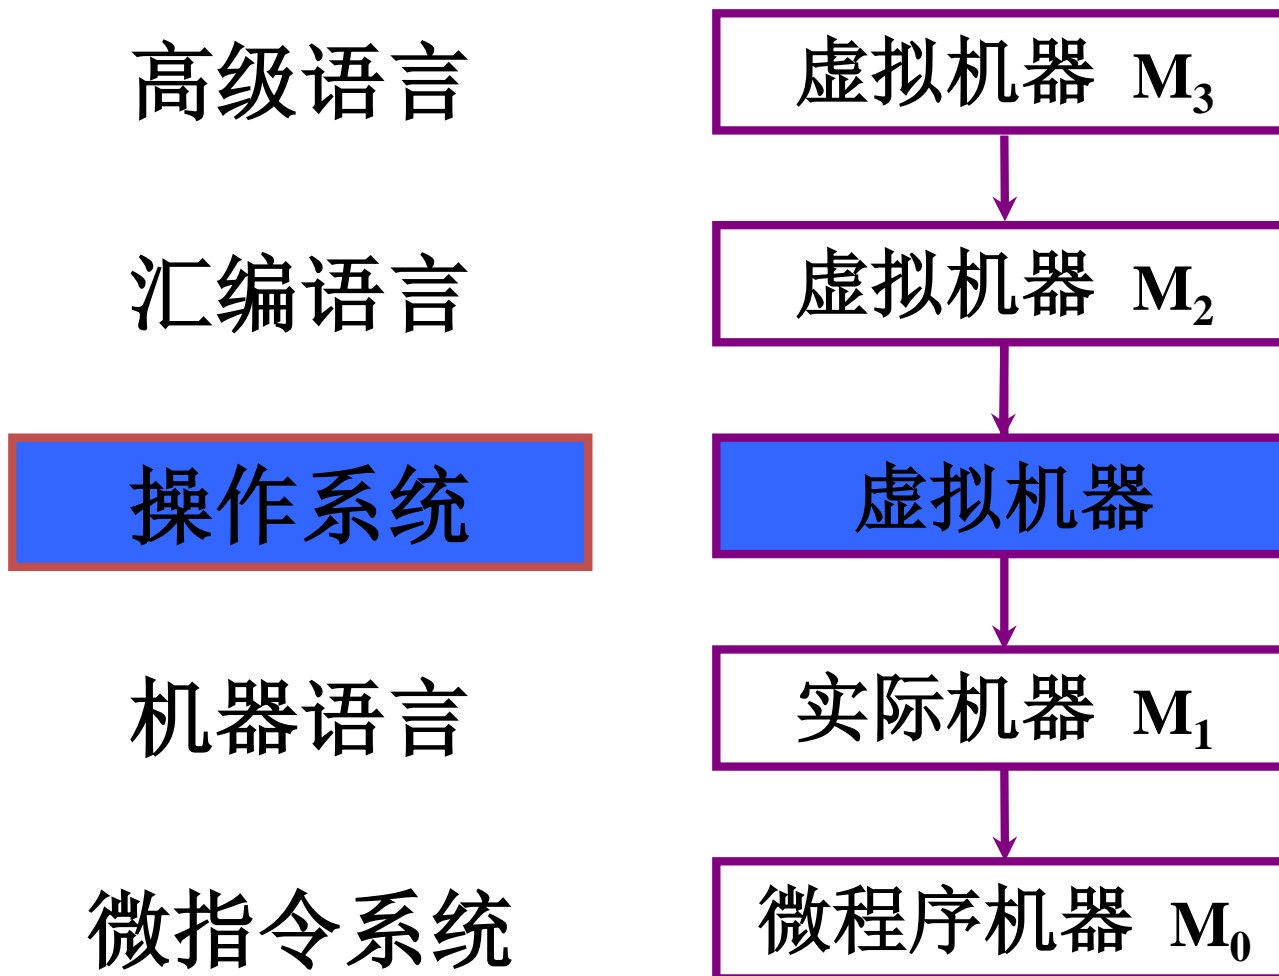 高级语言
虚拟机器 M₃
汇编语言
虚拟机器 M₂
操作系统
虚拟机器
机器语言
实际机器 M₁
微指令系统
微程序机器 M₀